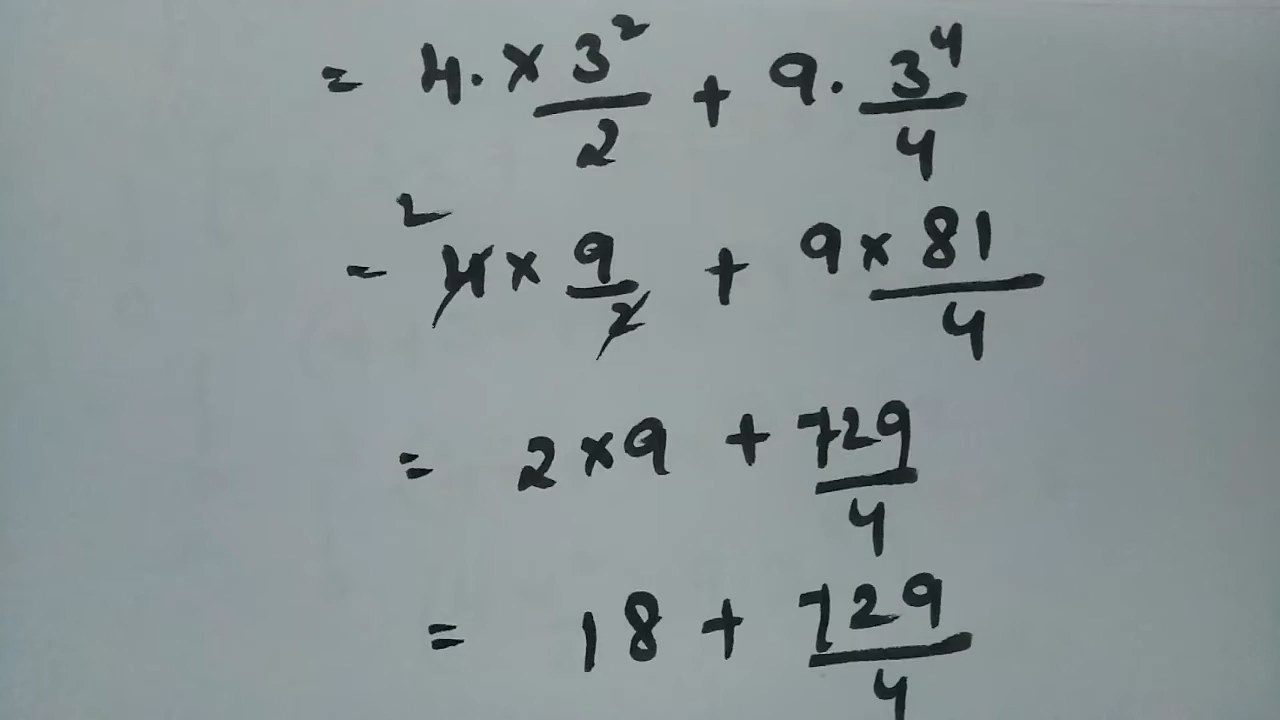 = 4. × 3²/2 + 9. 3⁴/4
= ² 4 × 9/2 + 9 × 81/4
= 2 × 9 + 729/4
= 18 + 729/4